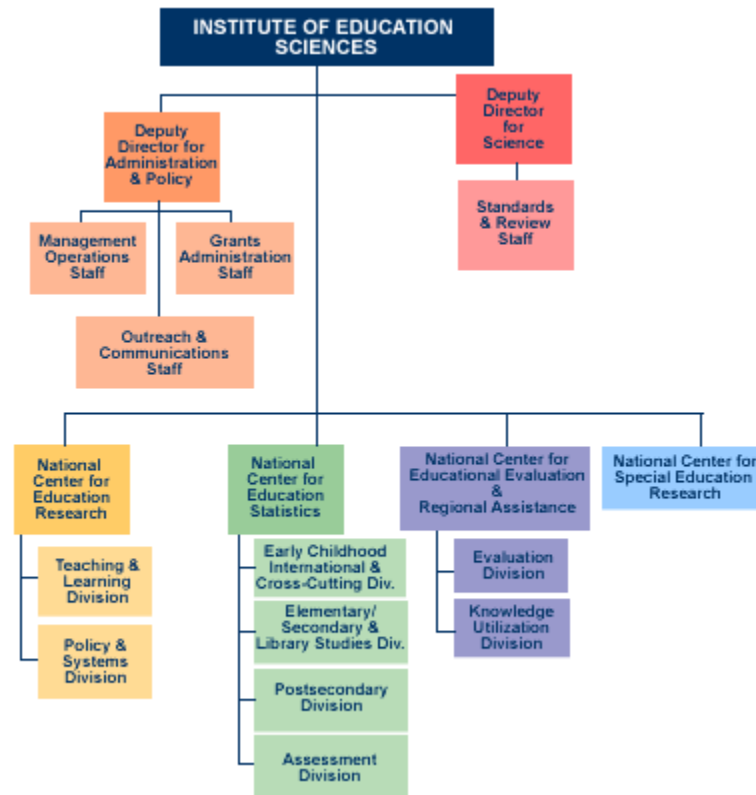 INSTITUTE OF EDUCATION
SCIENCES
Deputy
Director for
Administration
& Policy
Deputy
Director
for
Science
Management
Operations
Staff
Grants
Administration
Staff
Standards
& Review
Staff
Outreach &
Communications
Staff
National
Center for
Education
Research
National
Center for
Education
Statistics
National Center for
Educational Evaluation
&
Regional Assistance
National Center for
Special Education
Research
Teaching &
Learning
Division
Policy &
Systems
Division
Early Childhood
International &
Cross-Cutting Div.
Elementary/
Secondary &
Library Studies Div.
Postsecondary
Division
Assessment
Division
Evaluation
Division
Knowledge
Utilization
Division